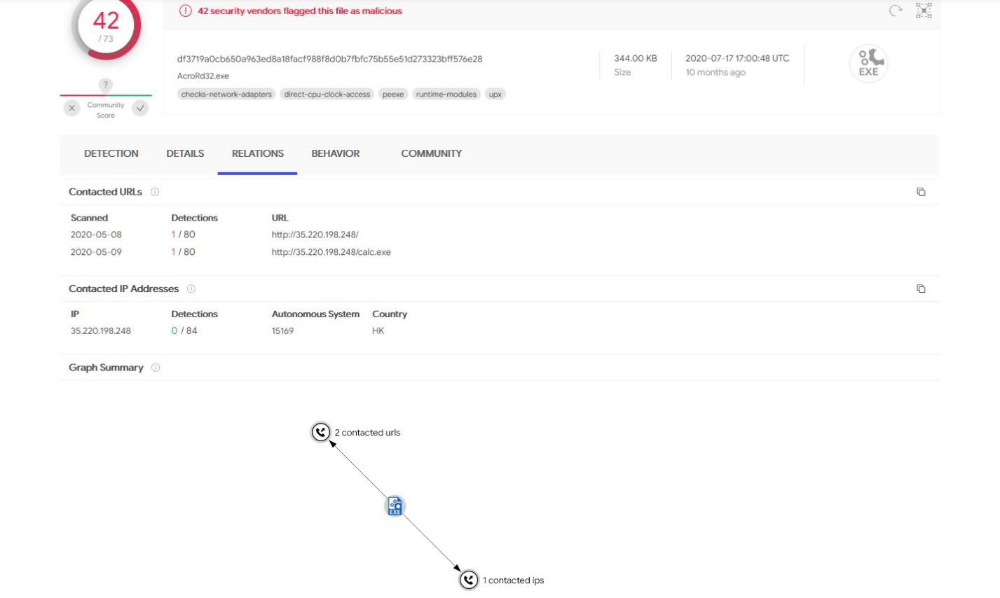 42
/ 73
42 security vendors flagged this file as malicious
df3719a0cb650a963ed8a18facf988f8d0b7fbfc75b55e51d273323bff576e28
AcroRd32.exe
checks-network-adapters direct-cpu-clock-access peexe runtime-modules upx
344.00 KB
Size
2020-07-17 17:00:48 UTC
10 months ago
EXE
?
Community
Score
DETECTION DETAILS RELATIONS BEHAVIOR COMMUNITY
Contacted URLs
Scanned Detections URL
2020-05-08 1 / 80 http://35.220.198.248/
2020-05-09 1 / 80 http://35.220.198.248/calc.exe
Contacted IP Addresses
IP Detections Autonomous System Country
35.220.198.248 0 / 84 15169 HK
Graph Summary
2 contacted urls
EXE
1 contacted ips